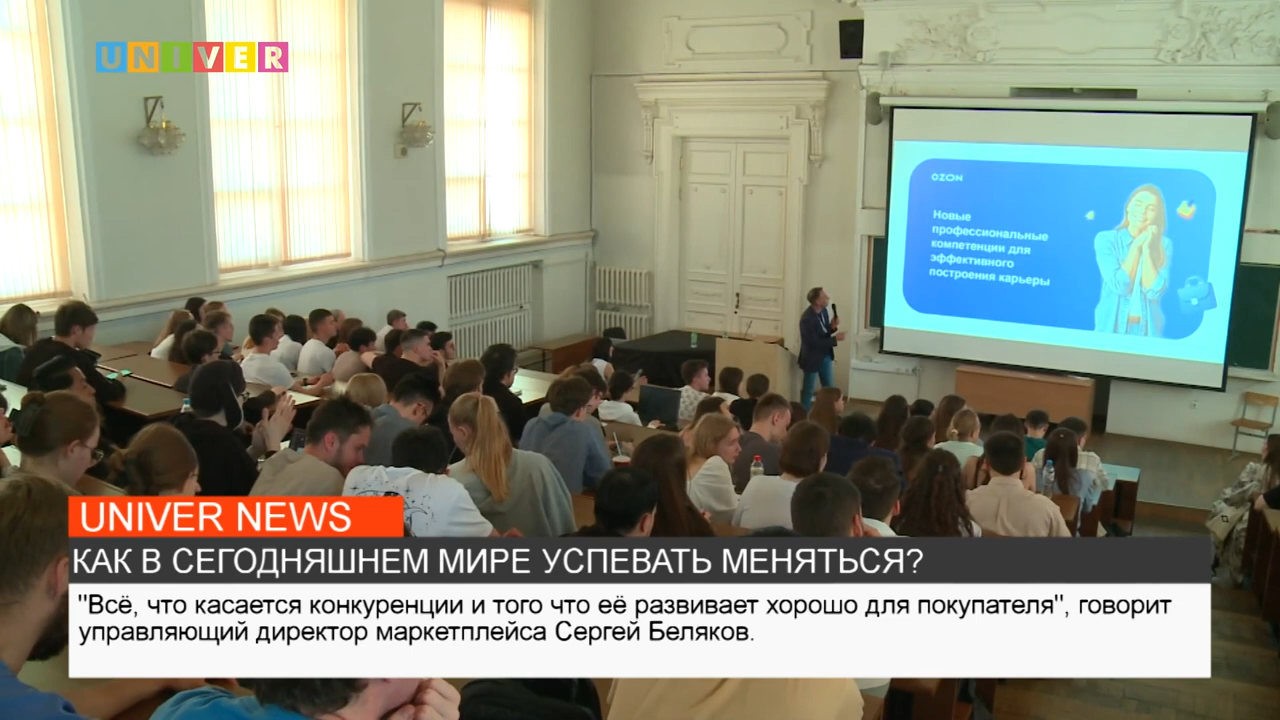 UNIVER
OZON
Новые
профессиональные
компетенции для
эффективного
построения карьеры
UNIVER NEWS
КАК В СЕГОДНЯШНЕМ МИРЕ УСПЕВАТЬ МЕНЯТЬСЯ?
"Всё, что касается конкуренции и того что её развивает хорошо для покупателя", говорит
управляющий директор маркетплейса Сергей Беляков.